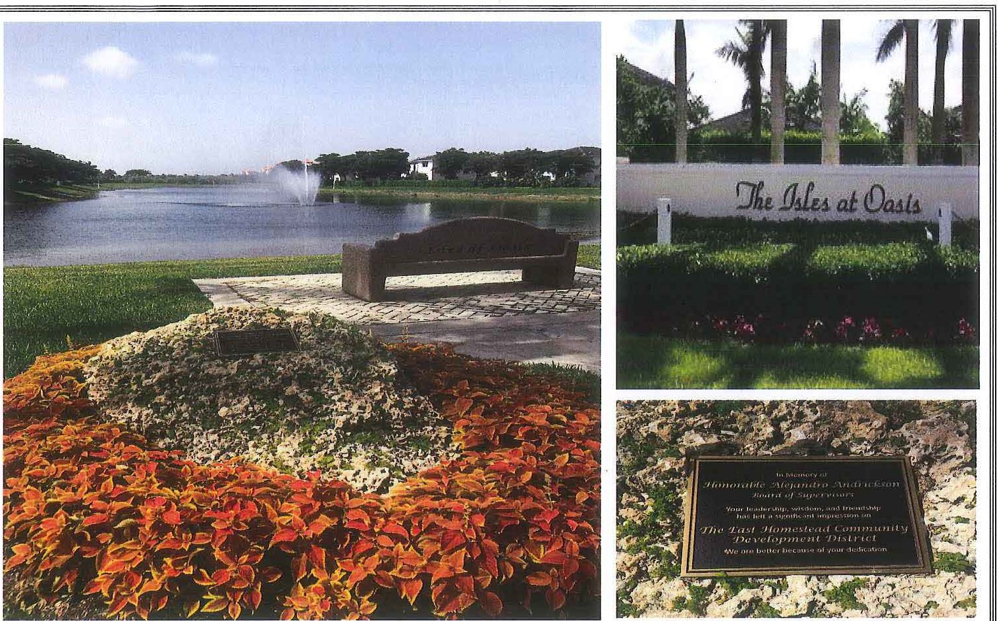 The Isles at Oasis
In Memory of
Honorable Alejandro Andrickson
Board of Supervisors
Your leadership, wisdom, and friendship
has left a significant impression on
The East Homestead Community
Development District
We are better because of your dedication